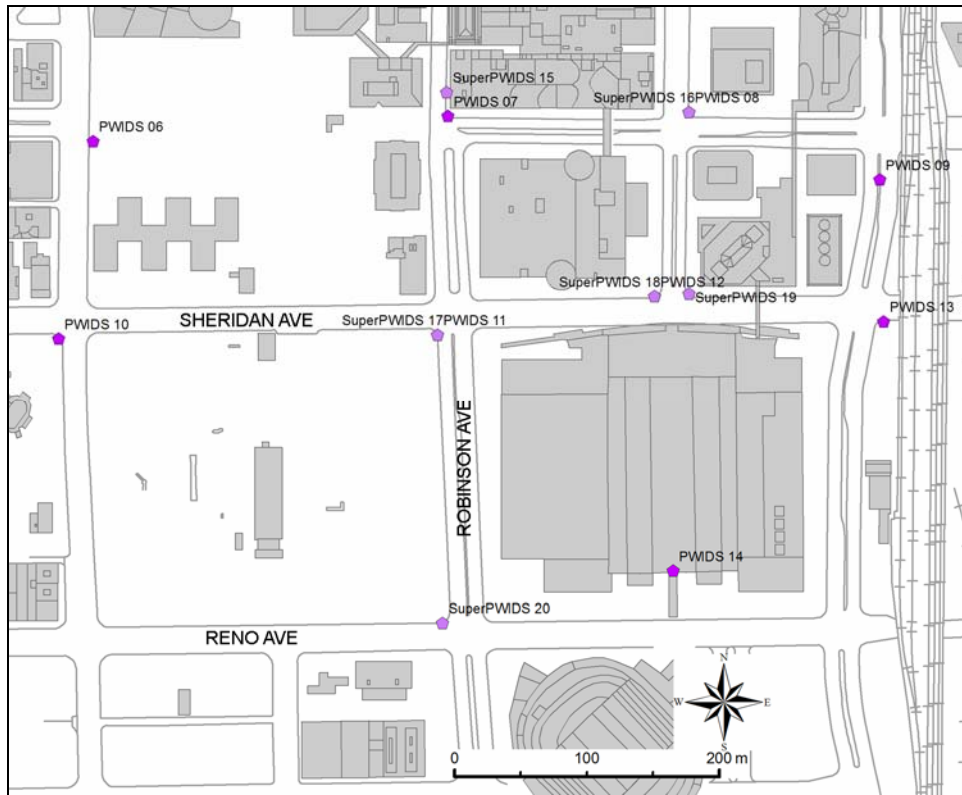 SuperPWIDS 15
PWIDS 07
SuperPWIDS 16PWIDS 08
PWIDS 06
PWIDS 09
SuperPWIDS 18PWIDS 12
SuperPWIDS 19
PWIDS 13
SHERIDAN AVE
SuperPWIDS 17PWIDS 11
PWIDS 10
ROBINSON AVE
PWIDS 14
SuperPWIDS 20
RENO AVE
N
W
E
S
0 100 200 m